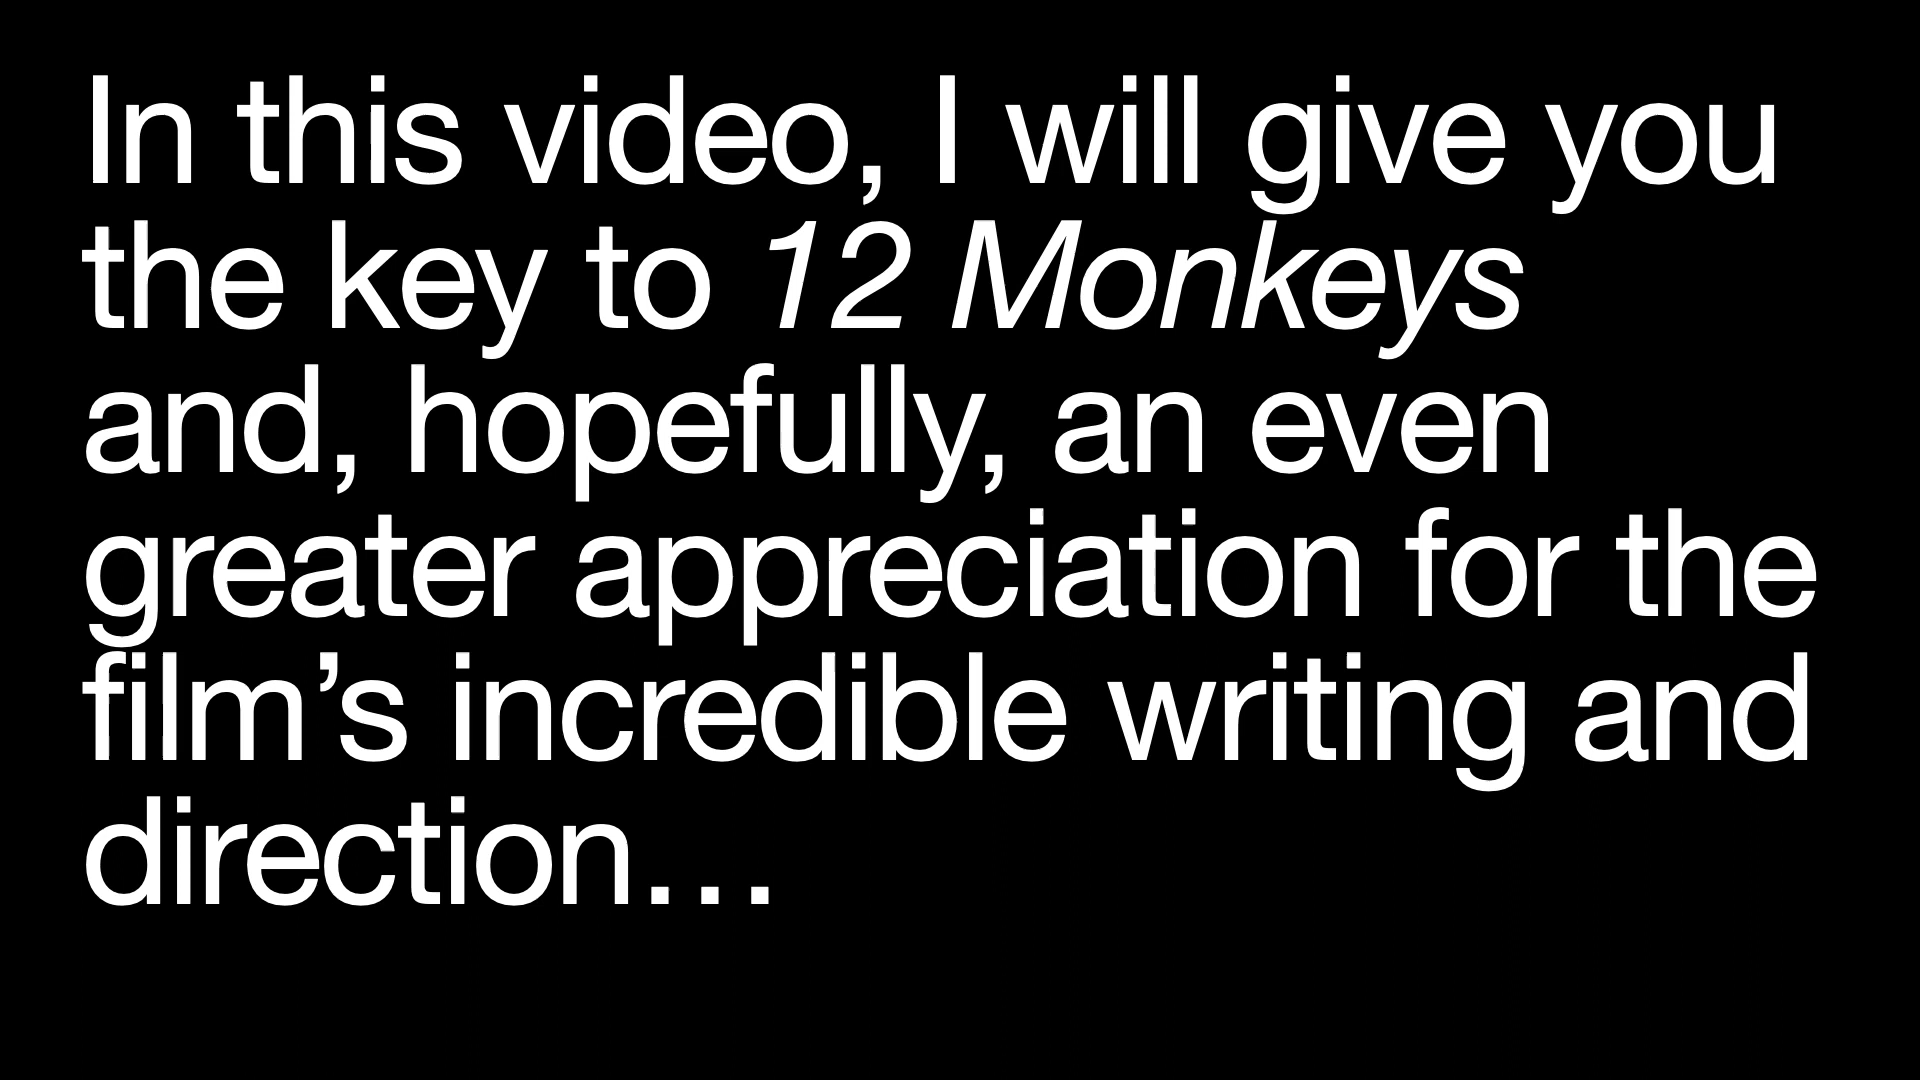 In this video, I will give you
the key to 12 Monkeys
and, hopefully, an even
greater appreciation for the
film’s incredible writing and
direction…